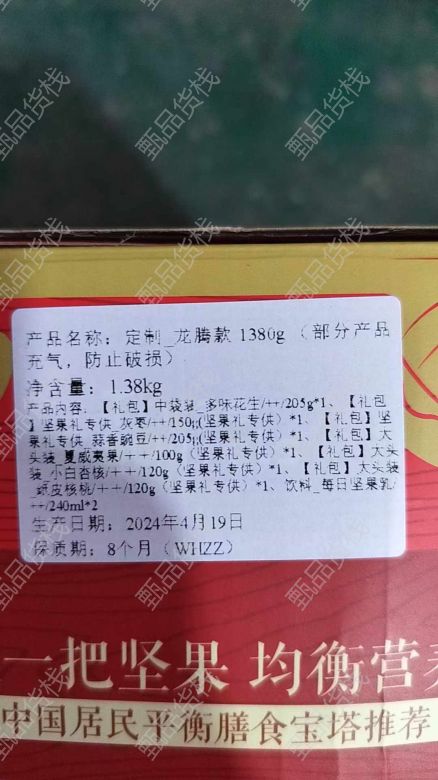 产品名称：定制_龙腾款 1380g （部分产品
充气，防止破损）
净含量：1.38kg
产品内容：【礼包】中袋装_多味花生/++/205g*1、【礼包
】坚果礼专供_灰枣/++/150g(坚果礼专供）*1、【礼包】坚
果礼专供_蒜香豌豆/++/205g(坚果礼专供）*1、【礼包】大
头装_夏威夷果/++/100g（坚果礼专供）*1、【礼包】大头
装_小白杏核/++/120g（坚果礼专供）*1、【礼包】大头装
_纸皮核桃/++/120g（坚果礼专供）*1、饮料_每日坚果乳/
++/240ml*2
生产日期：2024年4月19日
保质期：8个月（WHZZ）
一把坚果 均衡营养
中国居民平衡膳食宝塔推荐
甄品货栈